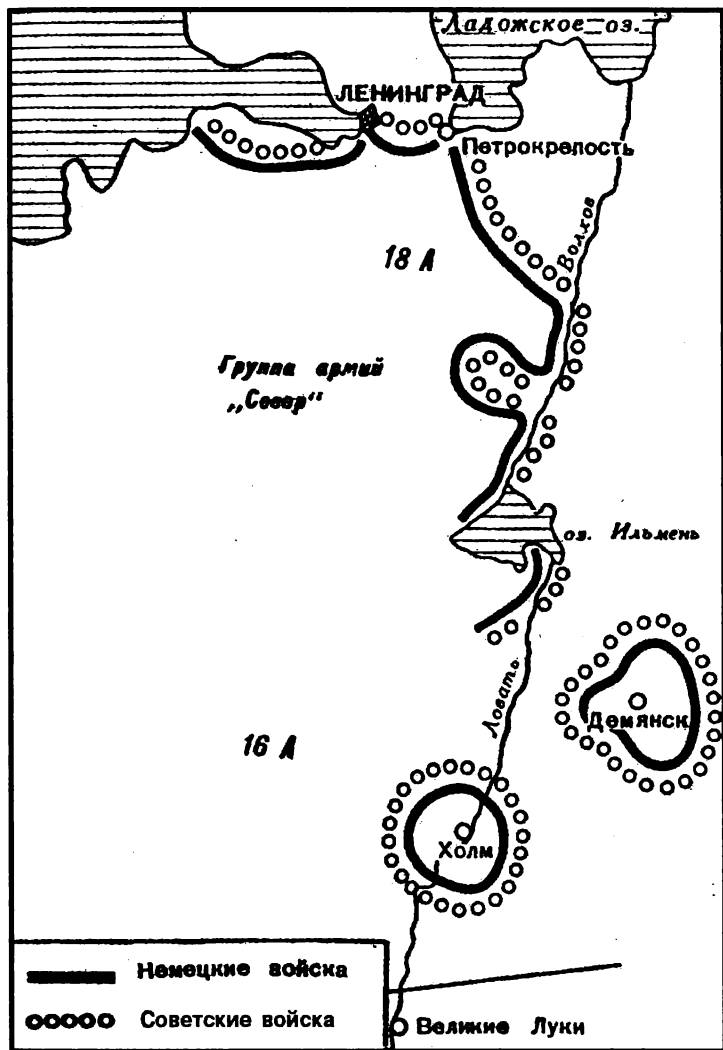 Ладожское оз.
ЛЕНИНГРАД
Петрокрепость
Волхов
18 А
Группа армий
„Север"
оз. Ильмень
Ловать
Демянск
16 А
Холм
Немецкие войска
Советские войска
Великие Луки